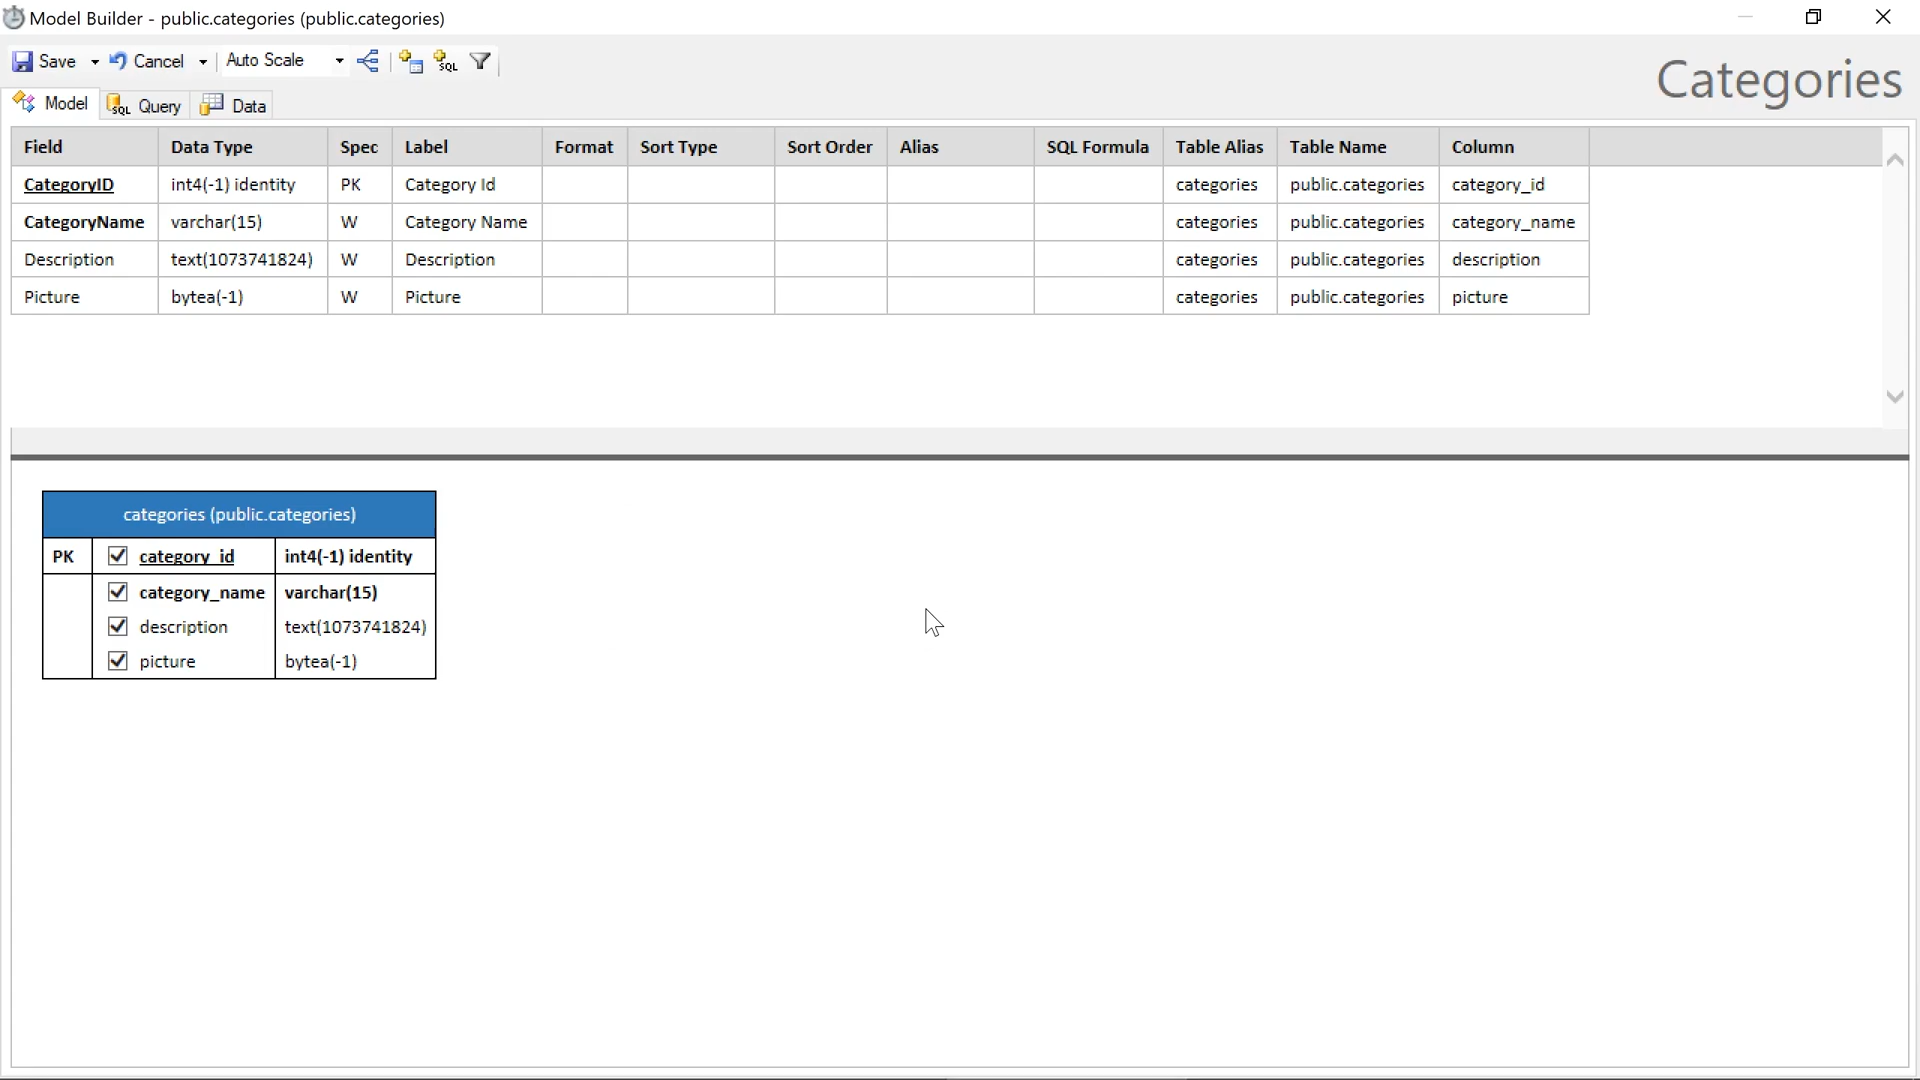 Model Builder - public.categories (public.categories)
Save Cancel Auto Scale SQL
Categories
Model SQL Query Data
Field Data Type Spec Label Format Sort Type Sort Order Alias SQL Formula Table Alias Table Name Column
CategoryID int4(-1) identity PK Category Id categories public.categories category_id
CategoryName varchar(15) W Category Name categories public.categories category_name
Description text(1073741824) W Description categories public.categories description
Picture bytea(-1) W Picture categories public.categories picture
categories (public.categories)
PK category_id int4(-1) identity
category_name varchar(15)
description text(1073741824)
picture bytea(-1)